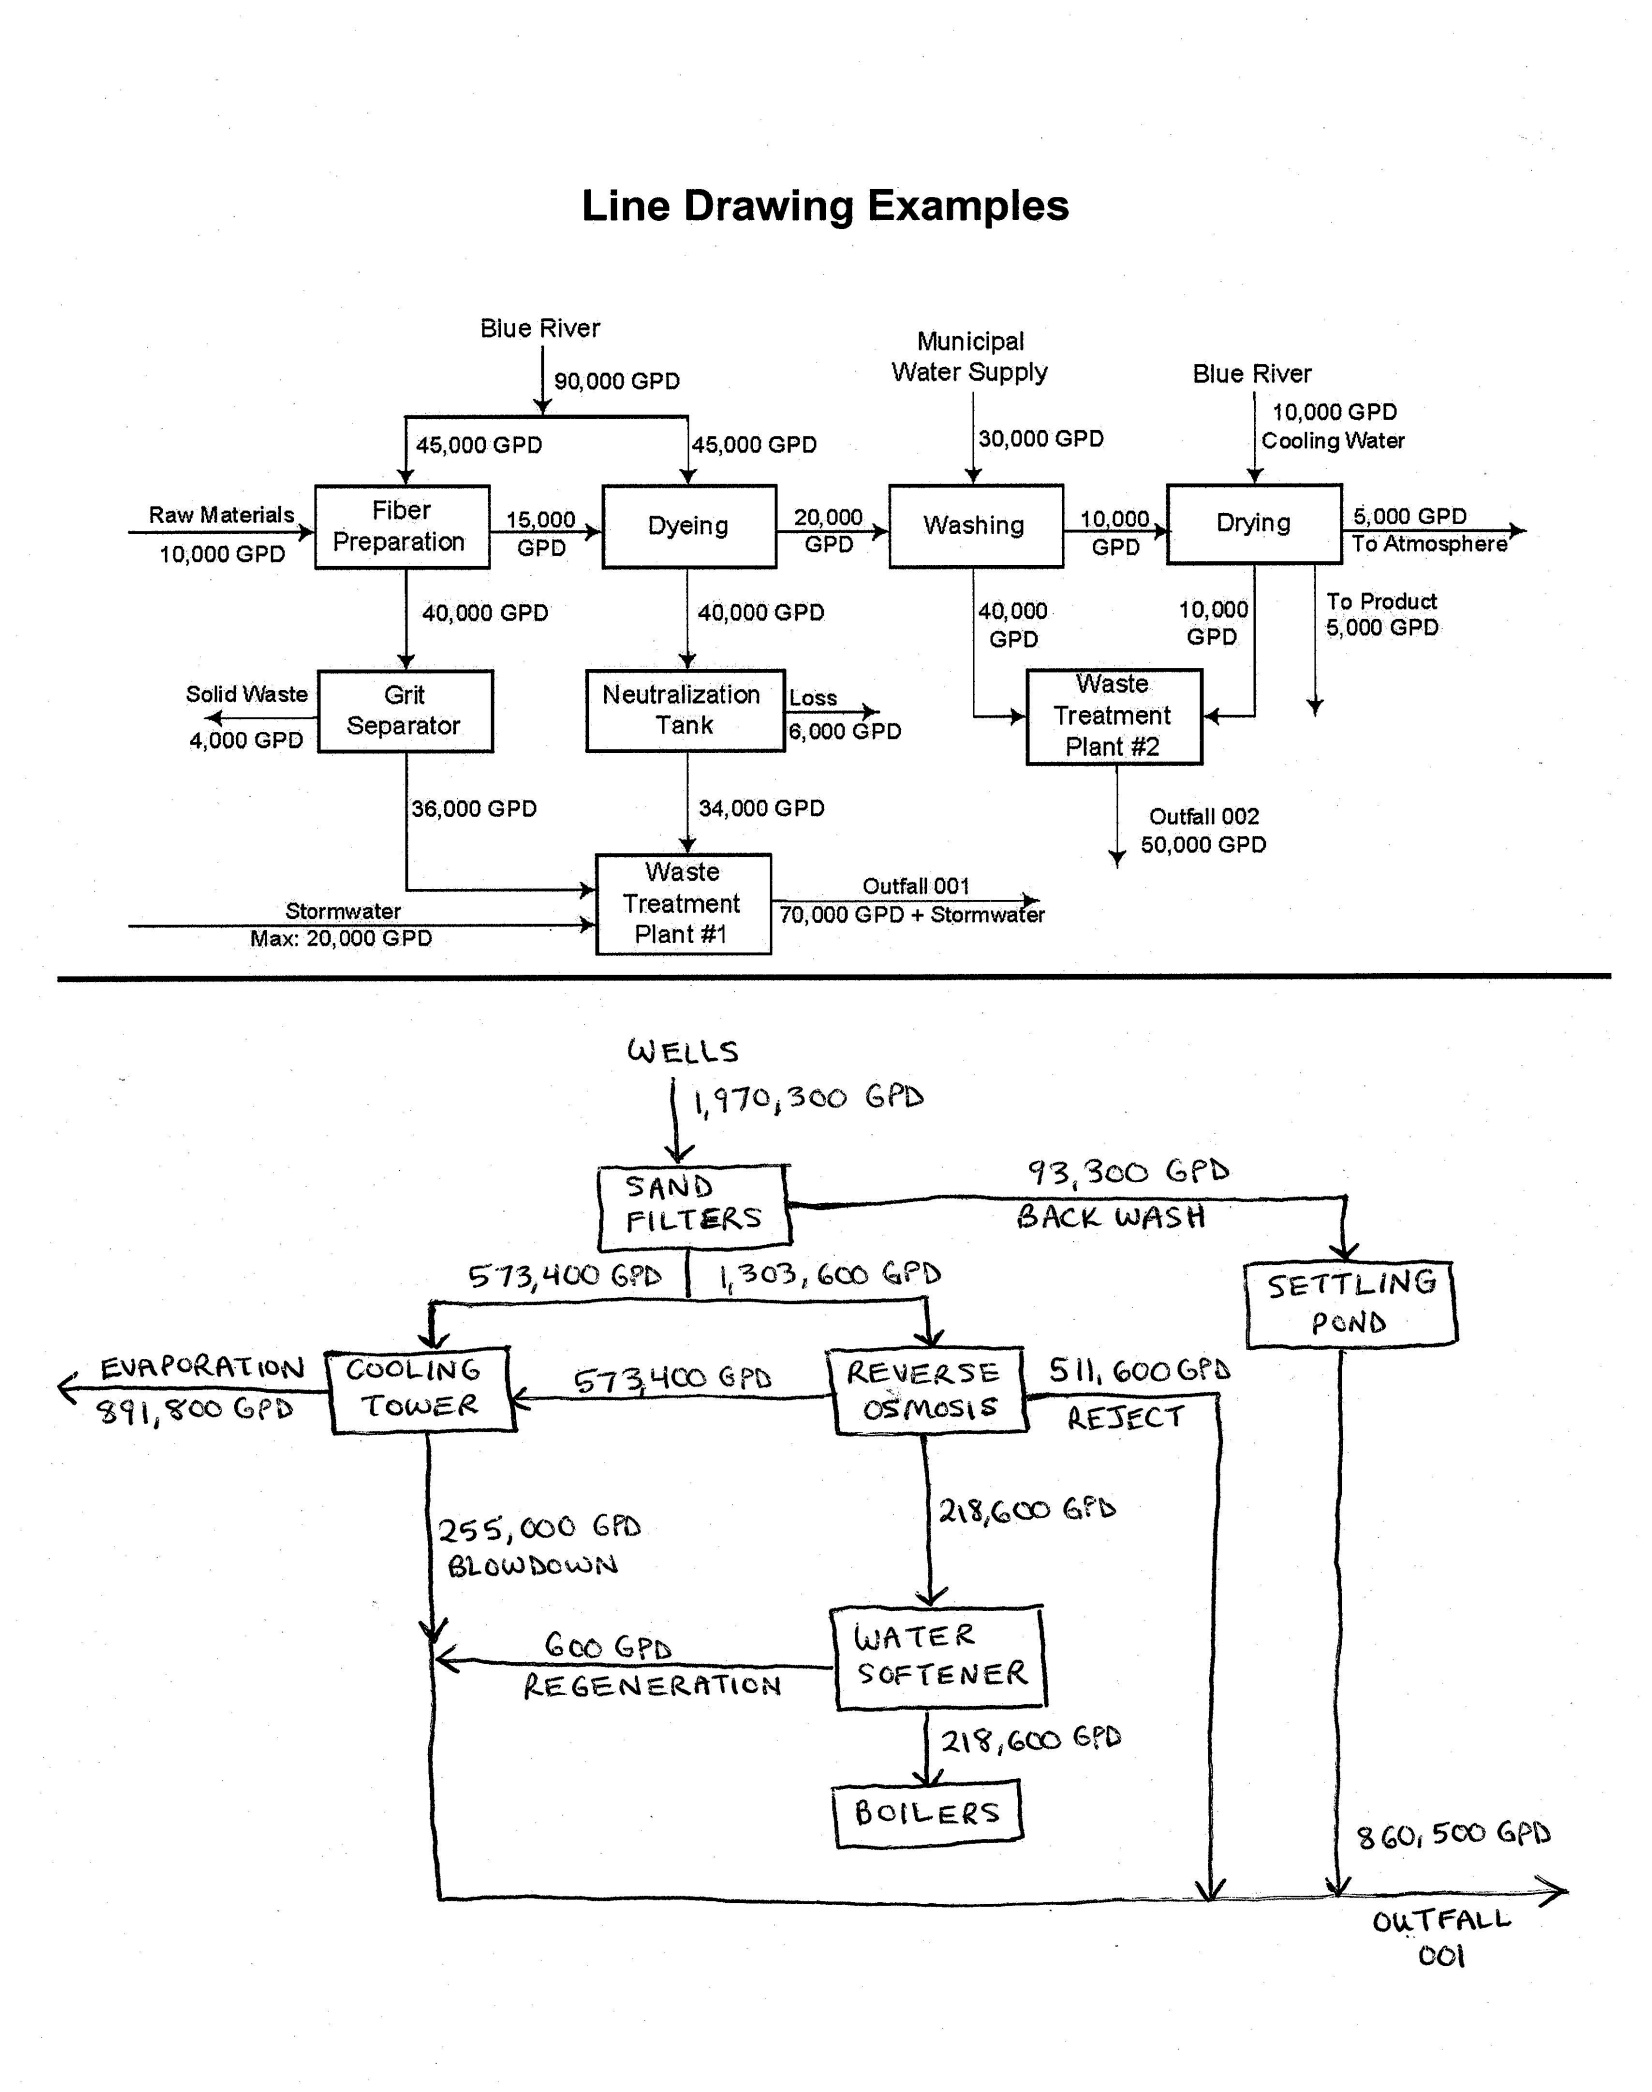 Line Drawing Examples
Blue River
90,000 GPD
45,000 GPD
45,000 GPD
Municipal
Water Supply
30,000 GPD
Blue River
10,000 GPD
Cooling Water
Raw Materials
10,000 GPD
Fiber
Preparation
15,000
GPD
Dyeing
20,000
GPD
Washing
10,000
GPD
Drying
5,000 GPD
To Atmosphere
40,000 GPD
40,000 GPD
40,000
GPD
10,000
GPD
To Product
5,000 GPD
Solid Waste
4,000 GPD
Grit
Separator
Neutralization
Tank
Loss
6,000 GPD
Waste
Treatment
Plant #2
36,000 GPD
34,000 GPD
Outfall 002
50,000 GPD
Stormwater
Max: 20,000 GPD
Waste
Treatment
Plant #1
Outfall 001
70,000 GPD + Stormwater
WELLS
1,970,300 GPD
SAND
FILTERS
93,300 GPD
BACK WASH
573,400 GPD
1,303,600 GPD
SETTLING
POND
EVAPORATION
891,800 GPD
COOLING
TOWER
573,400 GPD
REVERSE
OSMOSIS
511,600 GPD
REJECT
255,000 GPD
BLOWDOWN
218,600 GPD
600 GPD
REGENERATION
WATER
SOFTENER
218,600 GPD
BOILERS
860,500 GPD
OUTFALL
001